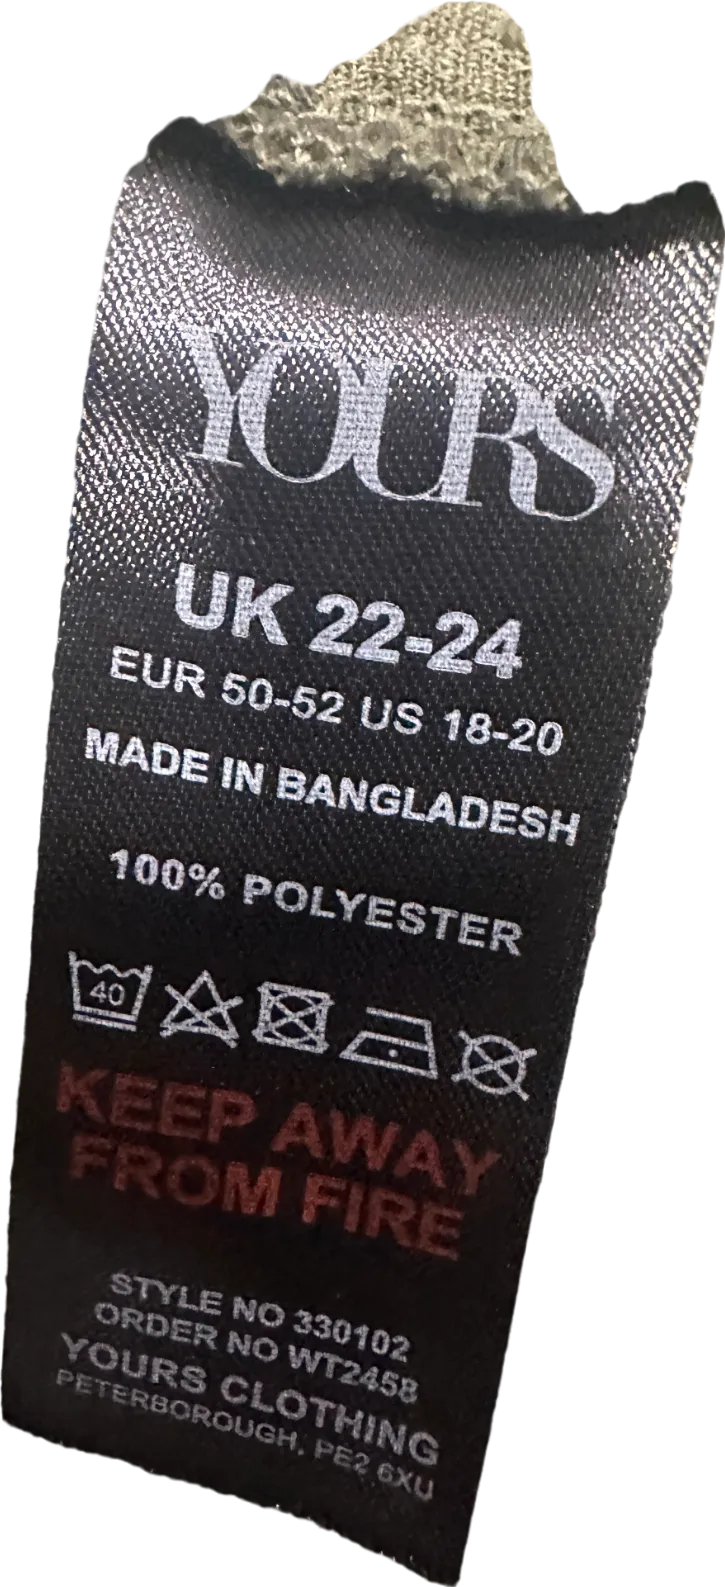 YOURS
UK 22-24
EUR 50-52 US 18-20
MADE IN BANGLADESH
100% POLYESTER
40
KEEP AWAY
FROM FIRE
STYLE NO 330102
ORDER NO WT2458
YOURS CLOTHING
PETERBOROUGH, PE2 6XU